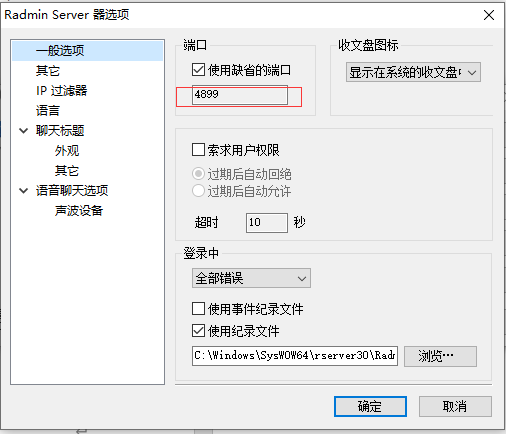 Radmin Server 器选项
一般选项
其它
IP 过滤器
语言
聊天标题
外观
其它
语音聊天选项
声波设备
端口
使用缺省的端口
4899
收文盘图标
显示在系统的收文盘
索求用户权限
过期后自动回绝
过期后自动允许
超时 10 秒
登录中
全部错误
使用事件纪录文件
使用纪录文件
C:\Windows\SysWOW64\rserver30\Radm
浏览…
确定
取消